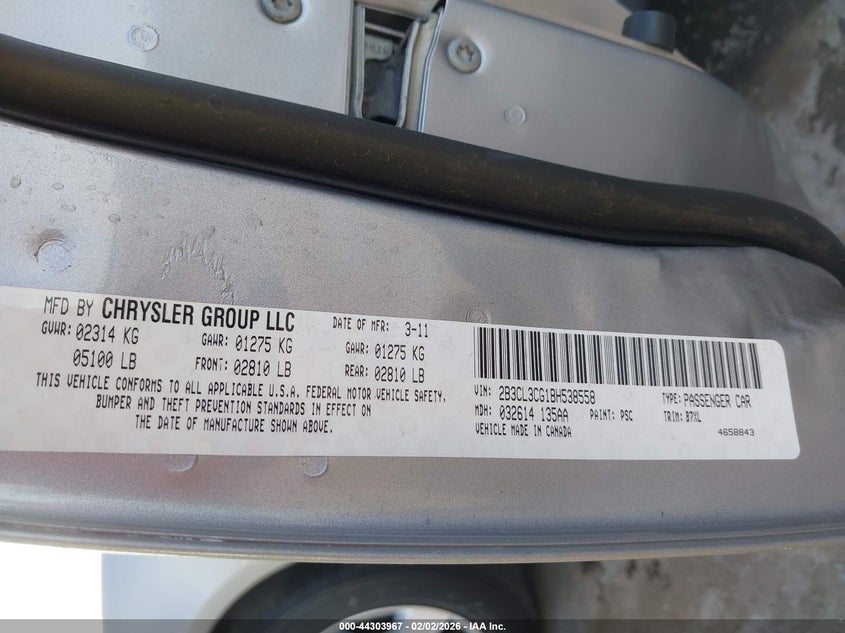 MFD BY CHRYSLER GROUP LLC DATE OF MFR: 3-11
GVWR: 02314 KG GAWR: 01275 KG GAWR: 01275 KG
05100 LB FRONT: 02810 LB REAR: 02810 LB
THIS VEHICLE CONFORMS TO ALL APPLICABLE U.S.A. FEDERAL MOTOR VEHICLE SAFETY,
BUMPER AND THEFT PREVENTION STANDARDS IN EFFECT ON
THE DATE OF MANUFACTURE SHOWN ABOVE.
VIN: 2B3CL3CG1BH538558 TYPE: PASSENGER CAR
MDH: 032614 135AA PAINT: PSC TRIM: B7XL
VEHICLE MADE IN CANADA 4658843
000-44303967 - 02/02/2026 - IAA Inc.